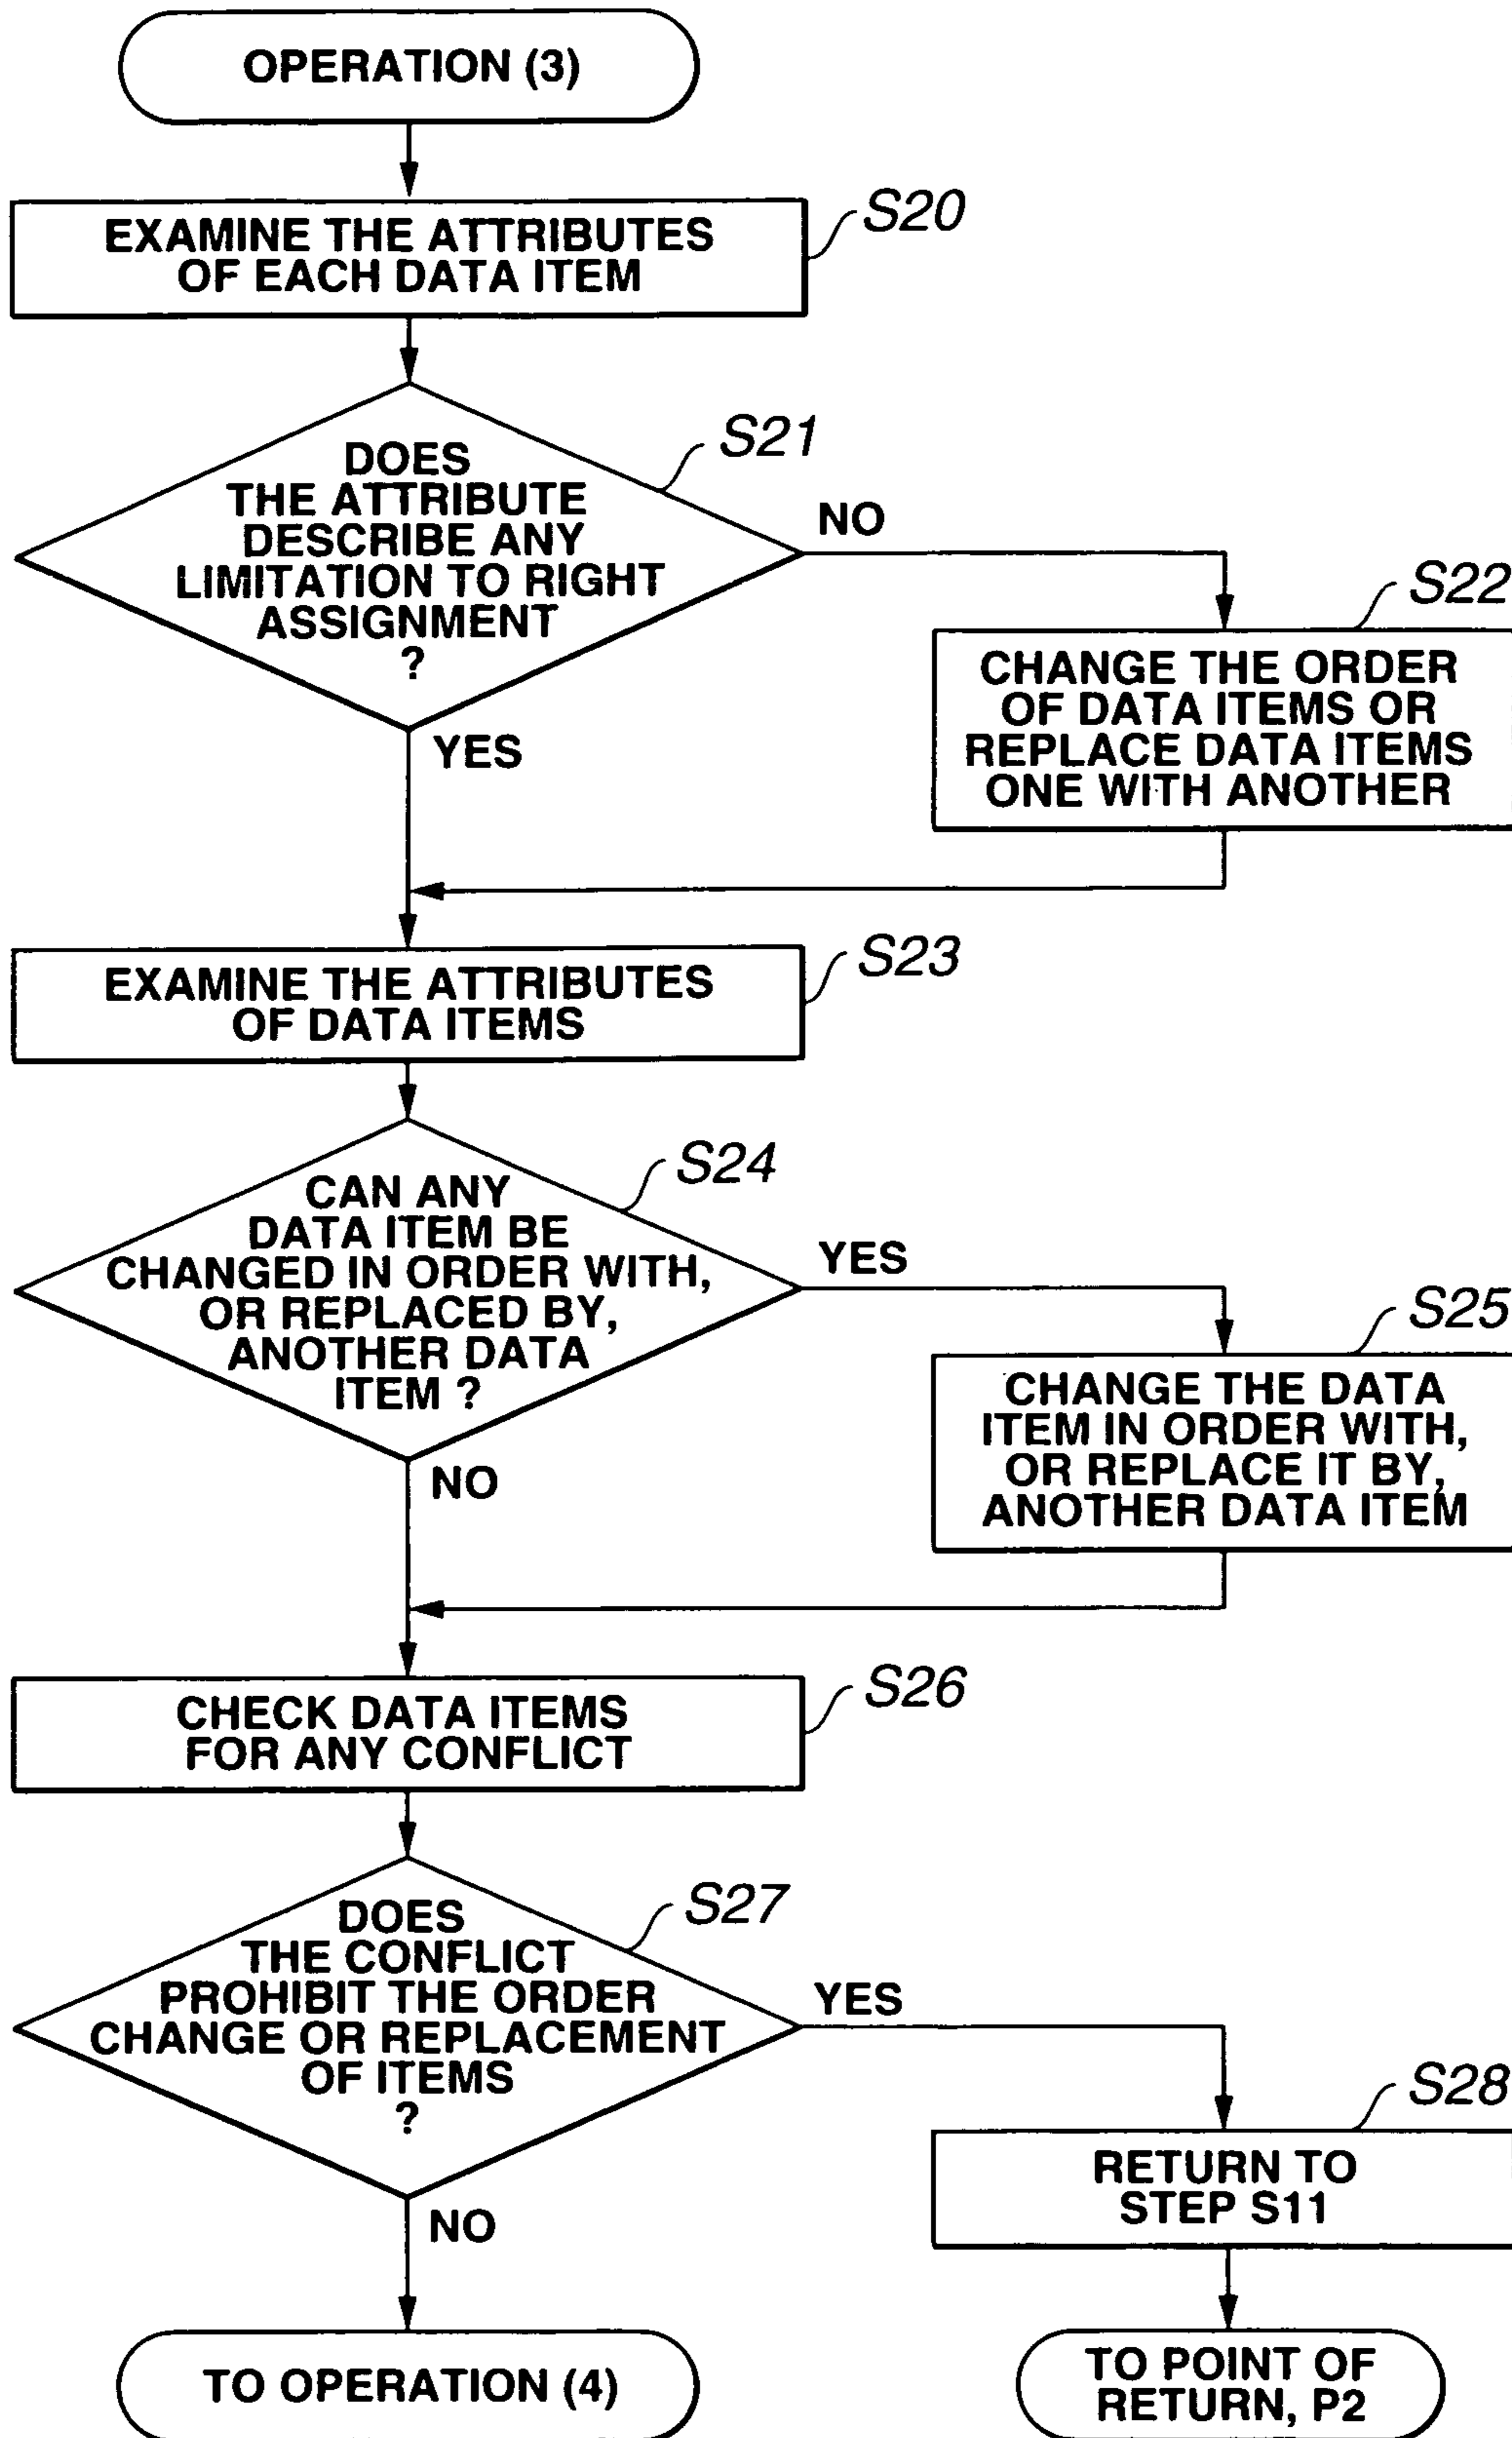 OPERATION (3)
EXAMINE THE ATTRIBUTES
OF EACH DATA ITEM
S20
DOES
THE ATTRIBUTE
DESCRIBE ANY
LIMITATION TO RIGHT
ASSIGNMENT
?
S21
NO
YES
S22
CHANGE THE ORDER
OF DATA ITEMS OR
REPLACE DATA ITEMS
ONE WITH ANOTHER
EXAMINE THE ATTRIBUTES
OF DATA ITEMS
S23
CAN ANY
DATA ITEM BE
CHANGED IN ORDER WITH,
OR REPLACED BY,
ANOTHER DATA
ITEM ?
S24
YES
NO
S25
CHANGE THE DATA
ITEM IN ORDER WITH,
OR REPLACE IT BY,
ANOTHER DATA ITEM
CHECK DATA ITEMS
FOR ANY CONFLICT
S26
DOES
THE CONFLICT
PROHIBIT THE ORDER
CHANGE OR REPLACEMENT
OF ITEMS
?
S27
YES
NO
S28
RETURN TO
STEP S11
TO OPERATION (4)
TO POINT OF
RETURN, P2